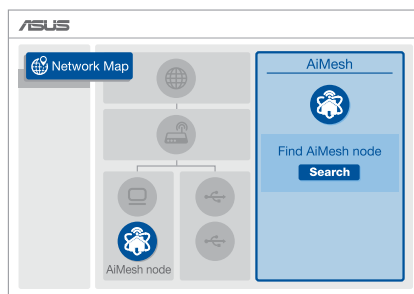 ASUS
Network Map
AiMesh
Find AiMesh node
Search
AiMesh node